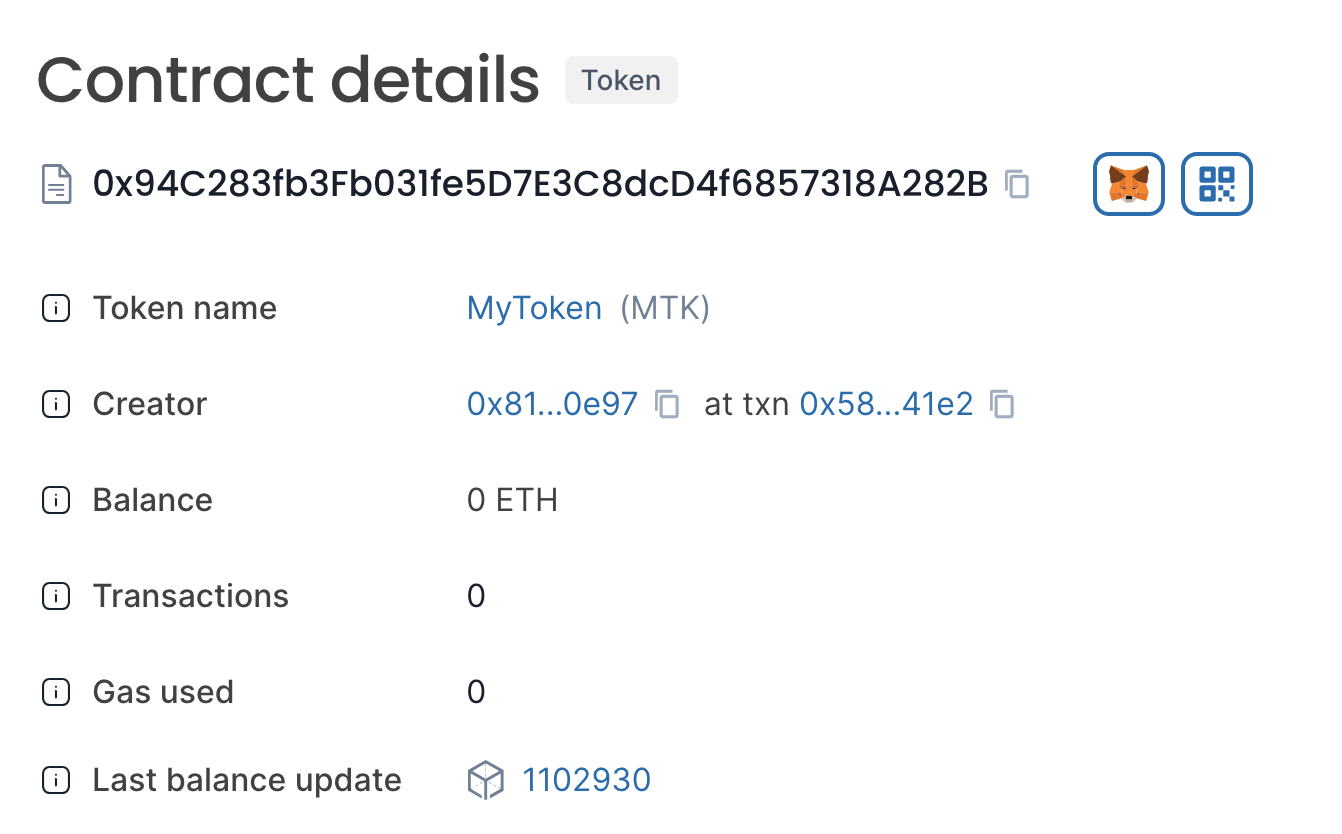 Contract details Token
0x94C283fb3Fb031fe5D7E3C8dcD4f6857318A282B
Token name MyToken (MTK)
Creator 0x81...0e97 at txn 0x58...41e2
Balance 0 ETH
Transactions 0
Gas used 0
Last balance update 1102930